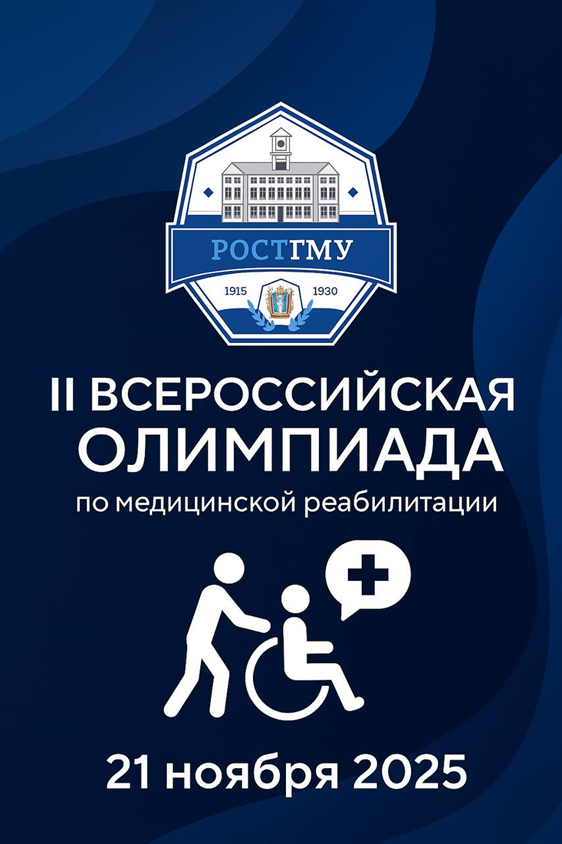 РОСТГМУ
1915 1930
II ВСЕРОССИЙСКАЯ
ОЛИМПИАДА
по медицинской реабилитации
21 ноября 2025